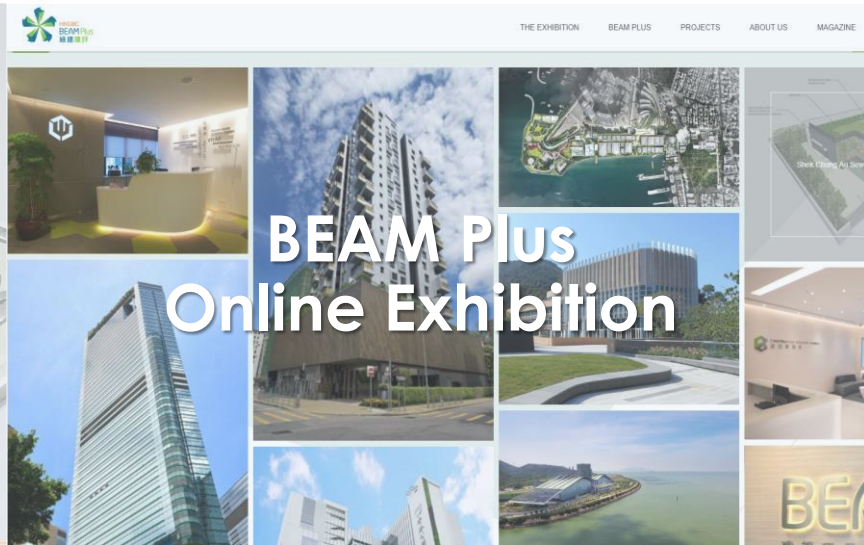 HKGBC
BEAM Plus
綠建環評
THE EXHIBITION
BEAM PLUS
PROJECTS
ABOUT US
MAGAZINE
BEAM Plus
Online Exhibition
Shek Chung Au Sew
BEA